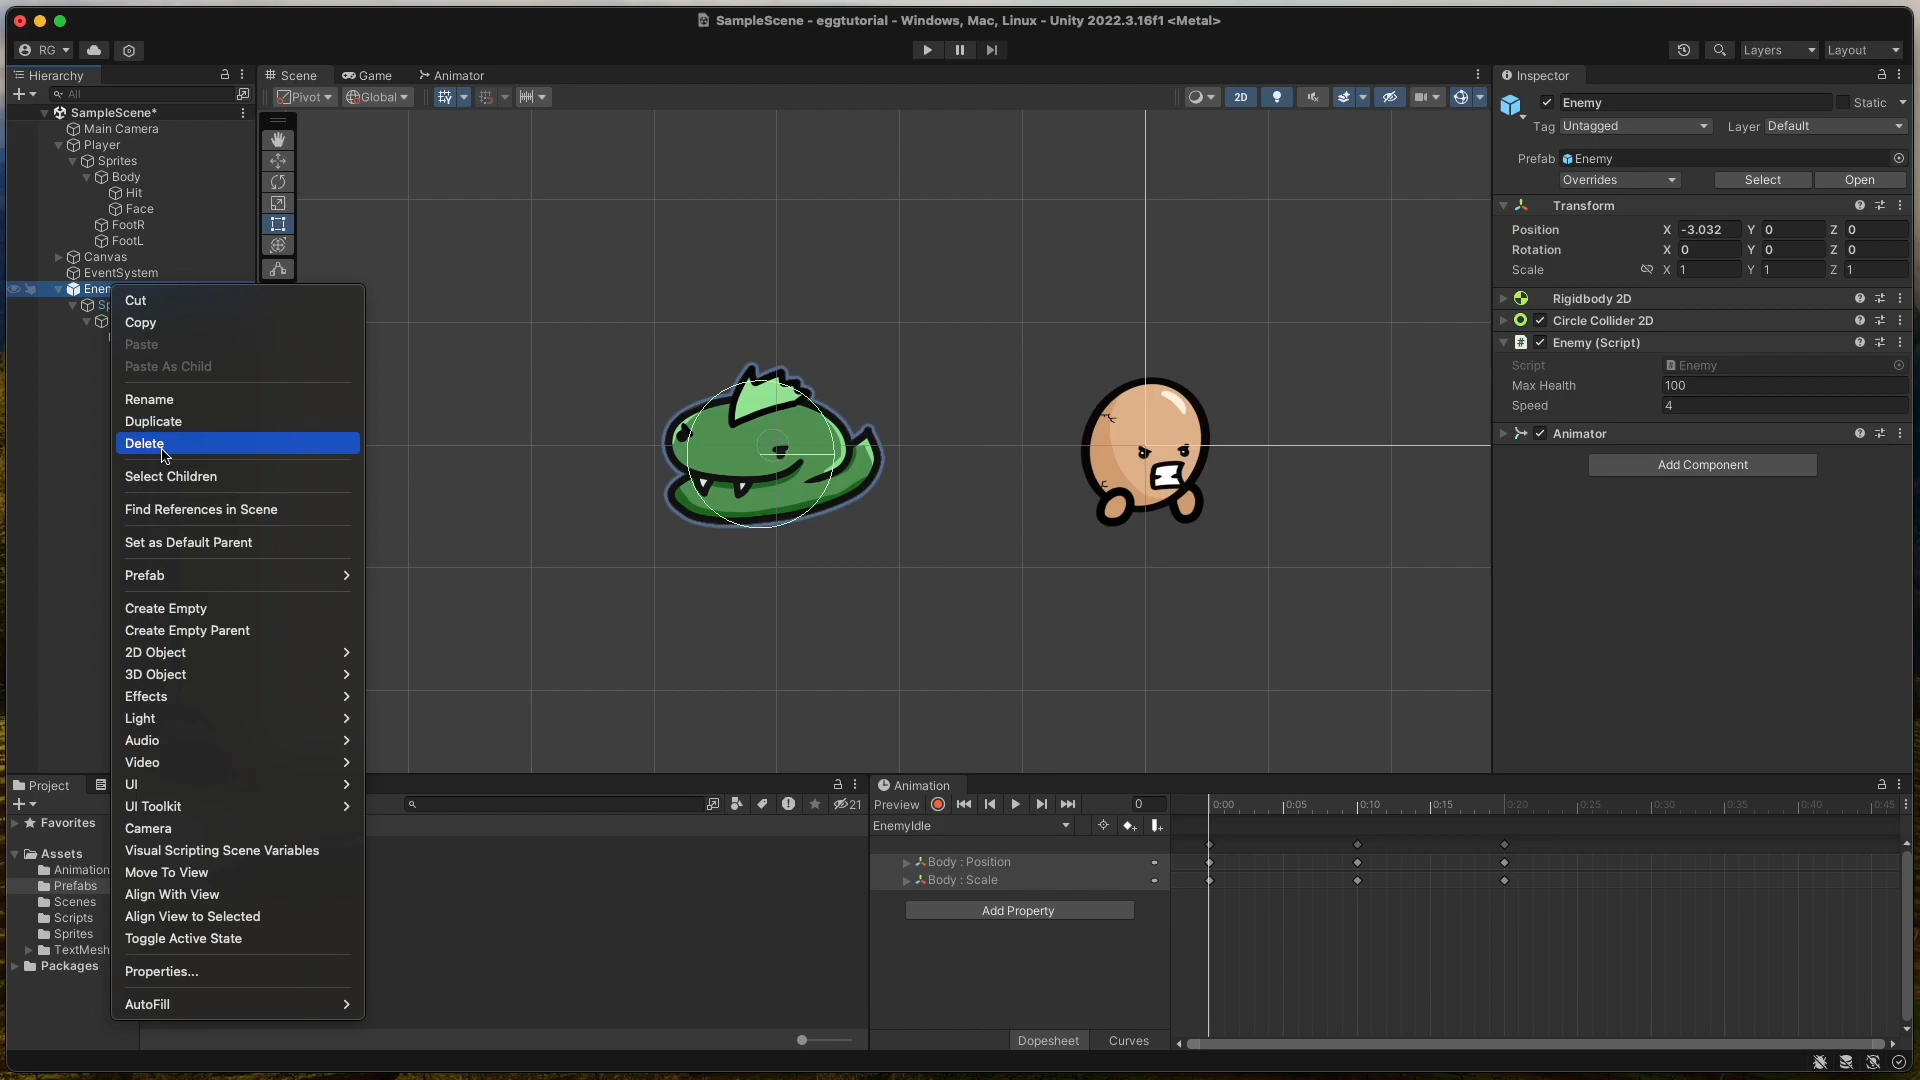 SampleScene - eggtutorial - Windows, Mac, Linux - Unity 2022.3.16f1 <Metal>
RG
Layers
Layout
Hierarchy
All
SampleScene*
Main Camera
Player
Sprites
Body
Hit
Face
FootR
FootL
Canvas
EventSystem
Enem
Sp
Cut
Copy
Paste
Paste As Child
Rename
Duplicate
Delete
Select Children
Find References in Scene
Set as Default Parent
Prefab
Create Empty
Create Empty Parent
2D Object
3D Object
Effects
Light
Audio
Video
UI
UI Toolkit
Camera
Visual Scripting Scene Variables
Move To View
Align With View
Align View to Selected
Toggle Active State
Properties...
AutoFill
Scene
Game
Animator
Pivot
Global
2D
Inspector
Enemy
Static
Tag Untagged
Layer Default
Prefab Enemy
Overrides
Select
Open
Transform
Position X -3.032 Y 0 Z 0
Rotation X 0 Y 0 Z 0
Scale X 1 Y 1 Z 1
Rigidbody 2D
Circle Collider 2D
Enemy (Script)
Script Enemy
Max Health 100
Speed 4
Animator
Add Component
Project
Favorites
Assets
Animation
Prefabs
Scenes
Scripts
Sprites
TextMesh
Packages
21
Animation
Preview
0
0:00 0:05 0:10 0:15 0:20 0:25 0:30 0:35 0:40 0:45
EnemyIdle
Body : Position
Body : Scale
Add Property
Dopesheet
Curves